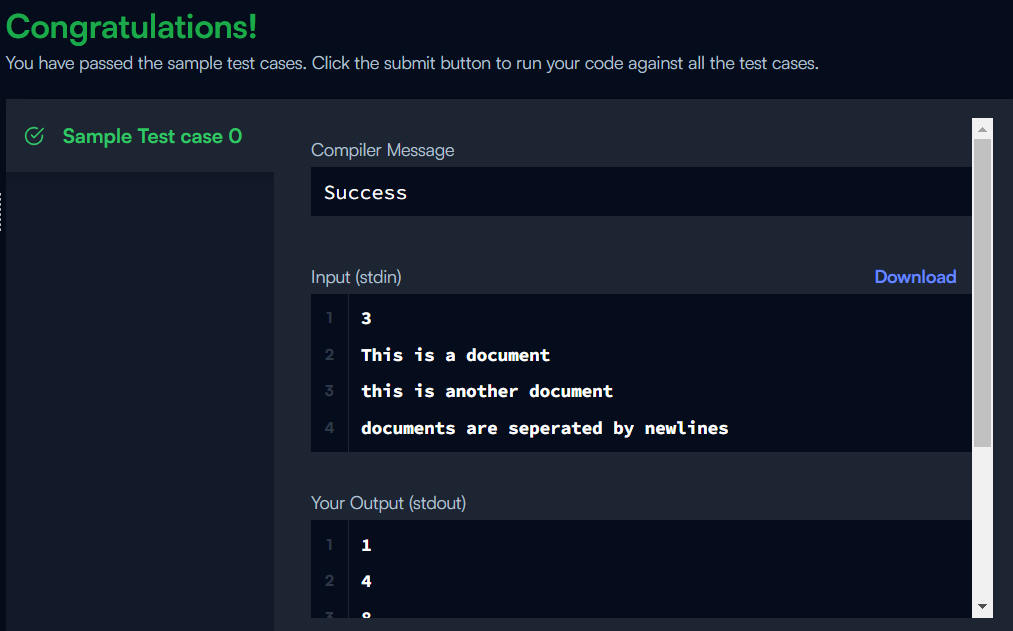 Congratulations!
You have passed the sample test cases. Click the submit button to run your code against all the test cases.
Sample Test case 0
Compiler Message
Success
Input (stdin)
Download
1 3
2 This is a document
3 this is another document
4 documents are seperated by newlines
Your Output (stdout)
1 1
2 4
3 8